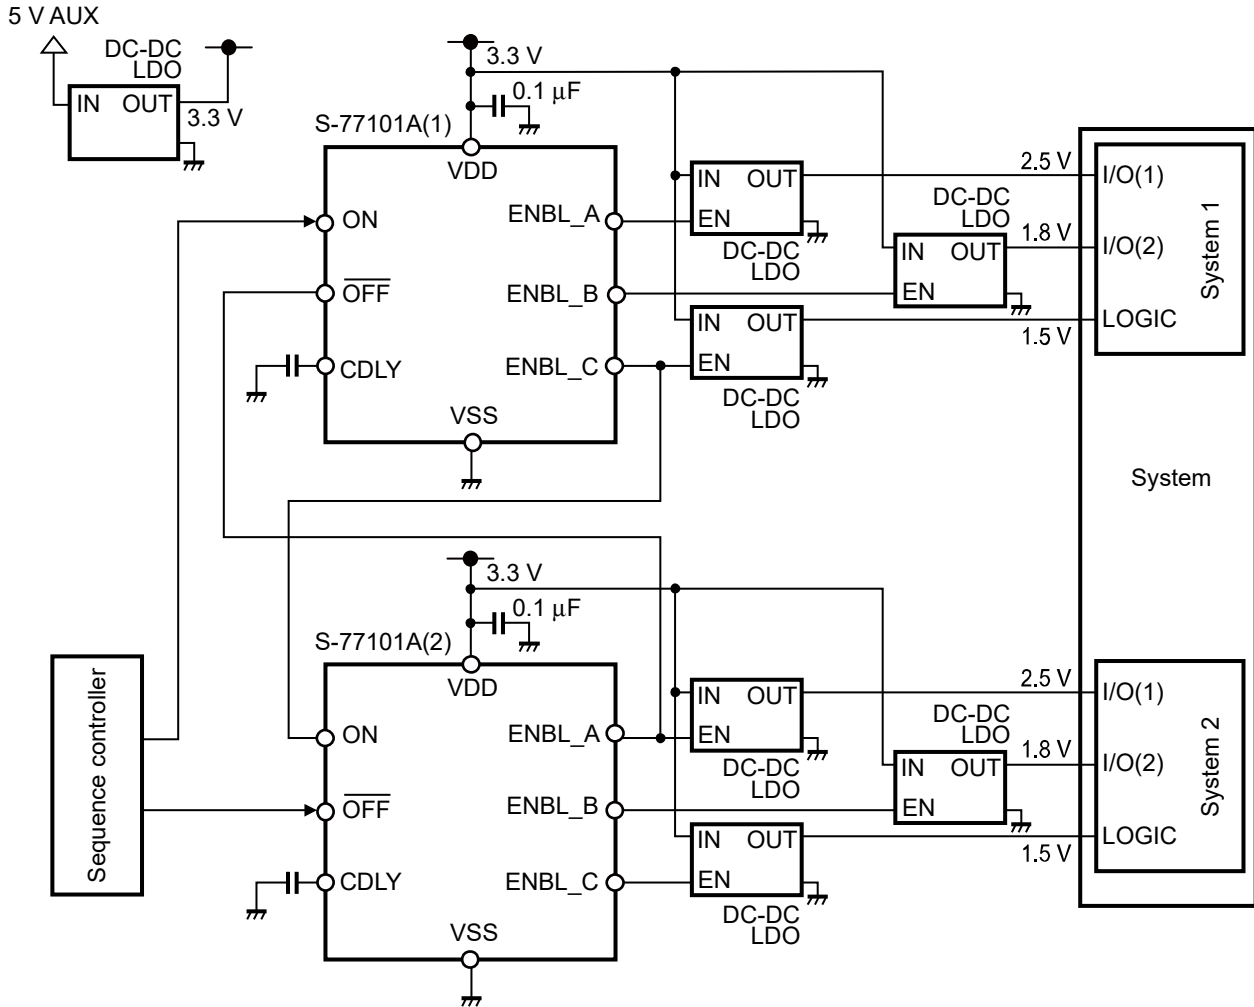 5 V AUX
DC-DC
LDO
IN OUT
3.3 V
3.3 V
0.1 μF
S-77101A(1)
VDD
ON
OFF
CDLY
VSS
ENBL_A
ENBL_B
ENBL_C
IN OUT
EN
DC-DC
LDO
DC-DC
LDO
IN OUT
EN
IN OUT
EN
DC-DC
LDO
2.5 V
1.8 V
1.5 V
I/O(1)
I/O(2)
LOGIC
System 1
System
3.3 V
0.1 μF
S-77101A(2)
VDD
ON
OFF
CDLY
VSS
ENBL_A
ENBL_B
ENBL_C
Sequence controller
IN OUT
EN
DC-DC
LDO
DC-DC
LDO
IN OUT
EN
IN OUT
EN
DC-DC
LDO
2.5 V
1.8 V
1.5 V
I/O(1)
I/O(2)
LOGIC
System 2